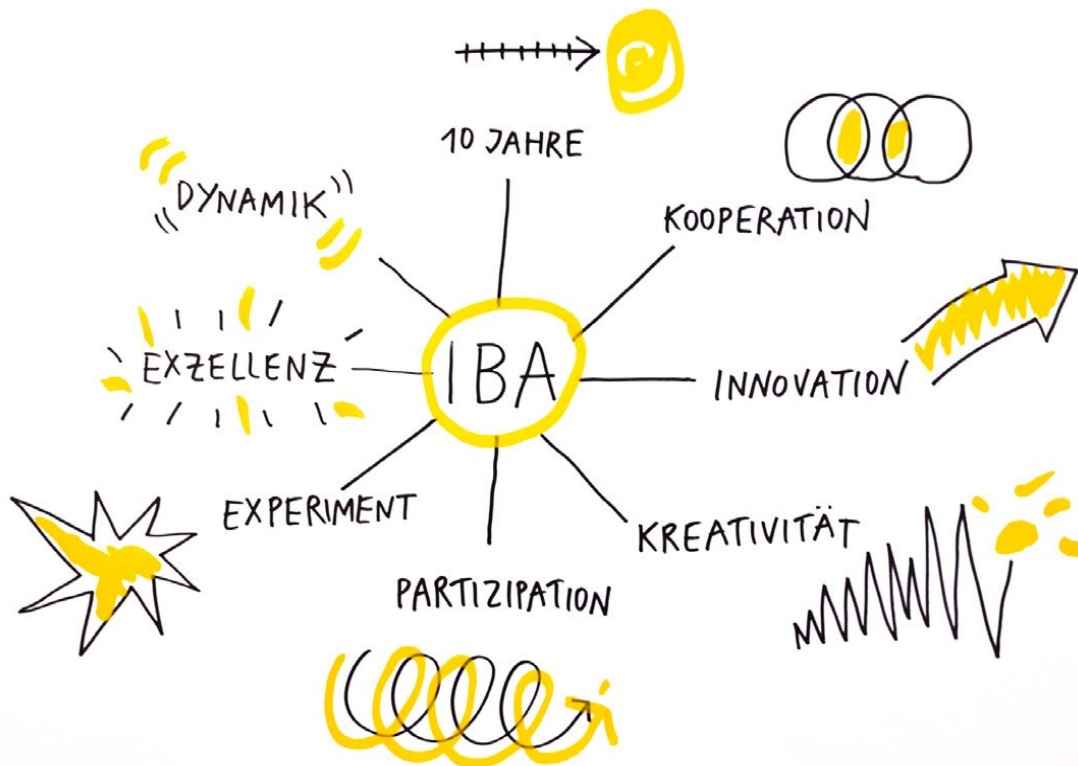 10 JAHRE
DYNAMIK
KOOPERATION
EXZELLENZ
IBA
INNOVATION
EXPERIMENT
KREATIVITÄT
PARTIZIPATION